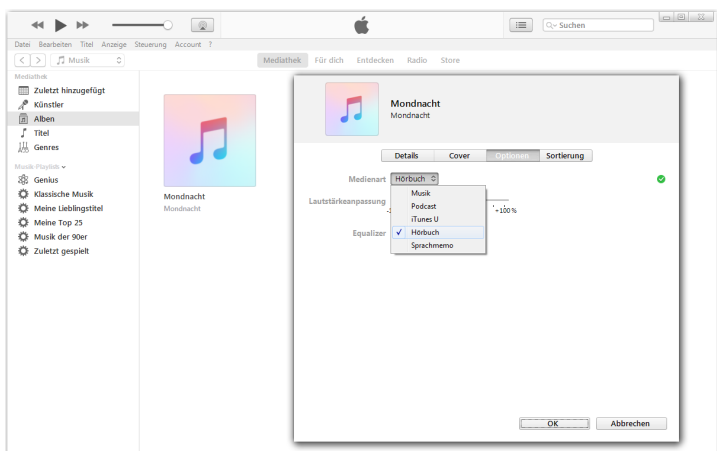 Suchen
Datei Bearbeiten Titel Anzeige Steuerung Account ?
Musik
Mediathek Für dich Entdecken Radio Store
Mediathek
Zuletzt hinzugefügt
Künstler
Alben
Titel
Genres
Musik-Playlists
Genius
Klassische Musik
Meine Lieblingstitel
Meine Top 25
Musik der 90er
Zuletzt gespielt
Mondnacht
Mondnacht
Mondnacht
Mondnacht
Details Cover Optionen Sortierung
Medienart Hörbuch
Musik
Podcast
iTunes U
Hörbuch
Sprachmemo
Lautstärkeanpassung
+100%
Equalizer
OK Abbrechen